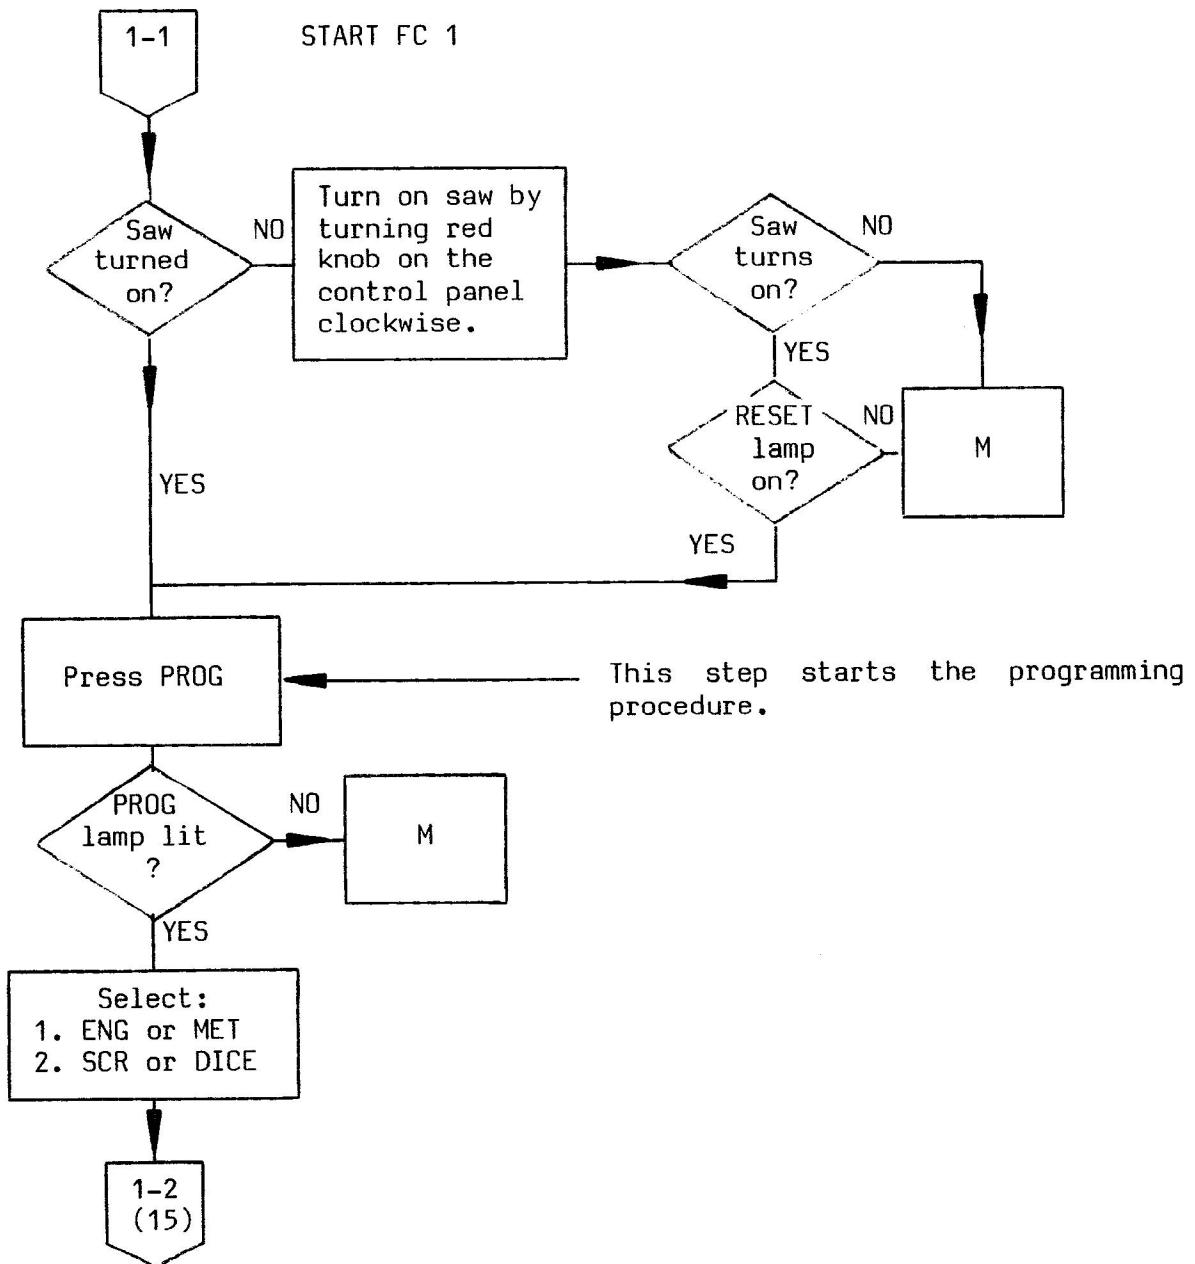 1-1
START FC 1
Saw
turned
on?
NO
Turn on saw by
turning red
knob on the
control panel
clockwise.
Saw
turns
on?
NO
YES
RESET
lamp
on?
NO
M
YES
YES
Press PROG
This step starts the programming
procedure.
PROG
lamp lit
?
NO
M
YES
Select:
1. ENG or MET
2. SCR or DICE
1-2
(15)